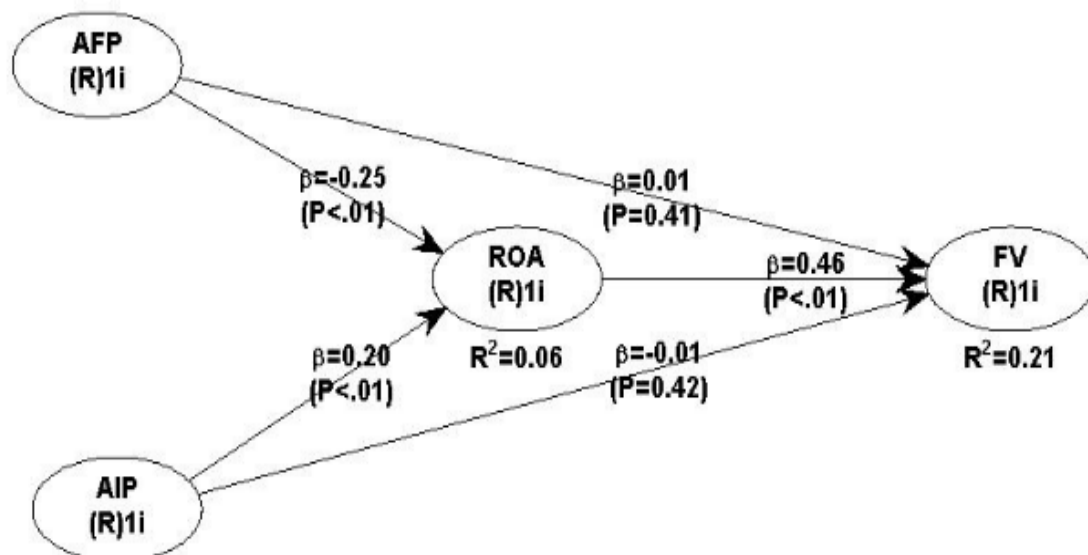 AFP
(R)1i
β=-0.25
(P<.01)
β=0.01
(P=0.41)
ROA
(R)1i
R²=0.06
β=0.46
(P<.01)
FV
(R)1i
R²=0.21
β=0.20
(P<.01)
β=-0.01
(P=0.42)
AIP
(R)1i